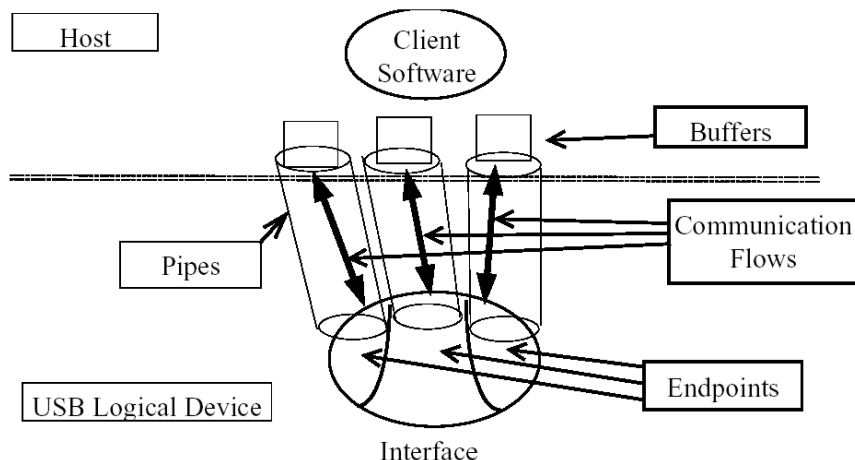 Host
Client
Software
Buffers
Communication
Flows
Pipes
Endpoints
USB Logical Device
Interface